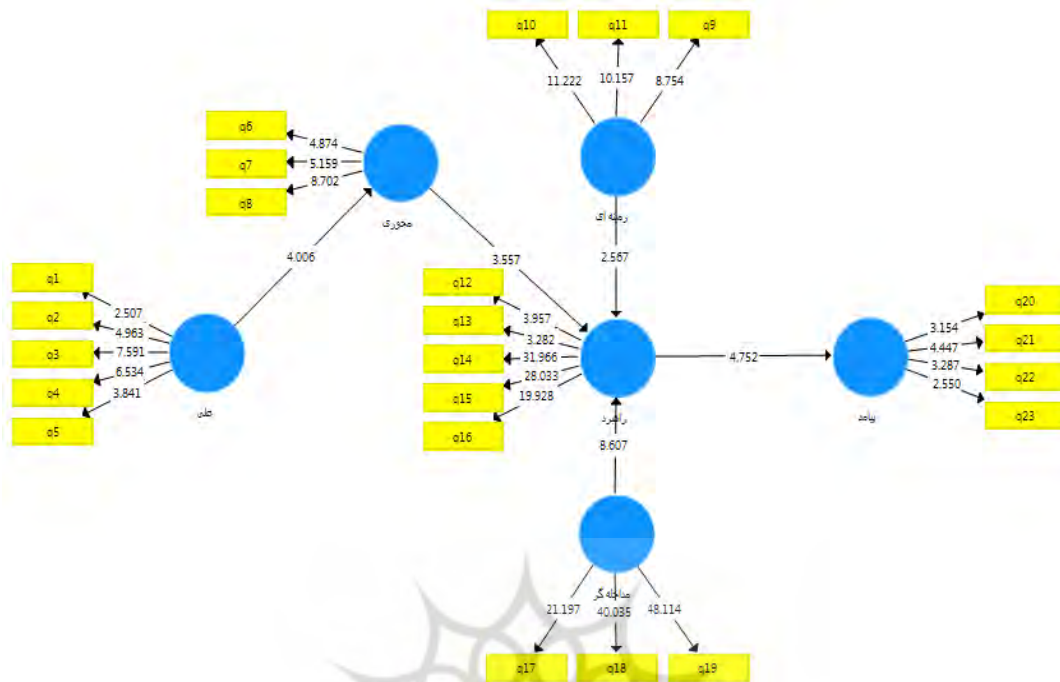 q10 q11 q9
11.222 10.157 8.754
q6
q7
q8
4.874
5.159
8.702
محوری
زمینه ای
4.006
3.557
2.567
q1
q2
q3
q4
q5
2.507
4.963
7.591
6.534
3.841
علی
q12
q13
q14
q15
q16
3.957
3.282
31.966
28.033
19.928
راهبرد
4.752
پیامد
3.154
4.447
3.287
2.550
q20
q21
q22
q23
8.607
مداخله گر
21.197 40.035 48.114
q17 q18 q19